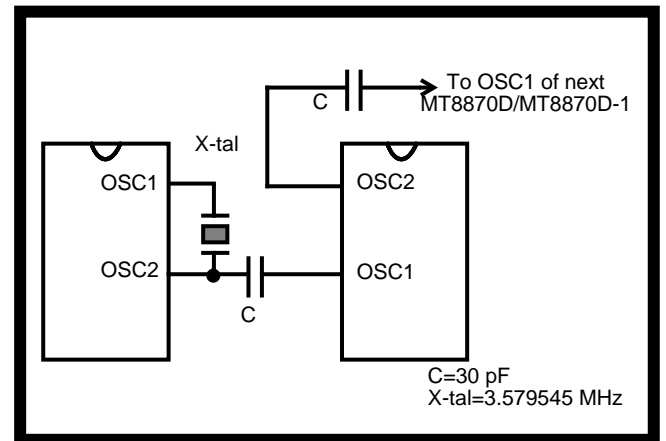 To OSC1 of next
MT8870D/MT8870D-1
C
X-tal
OSC1
OSC2
OSC2
OSC1
C
C=30 pF
X-tal=3.579545 MHz